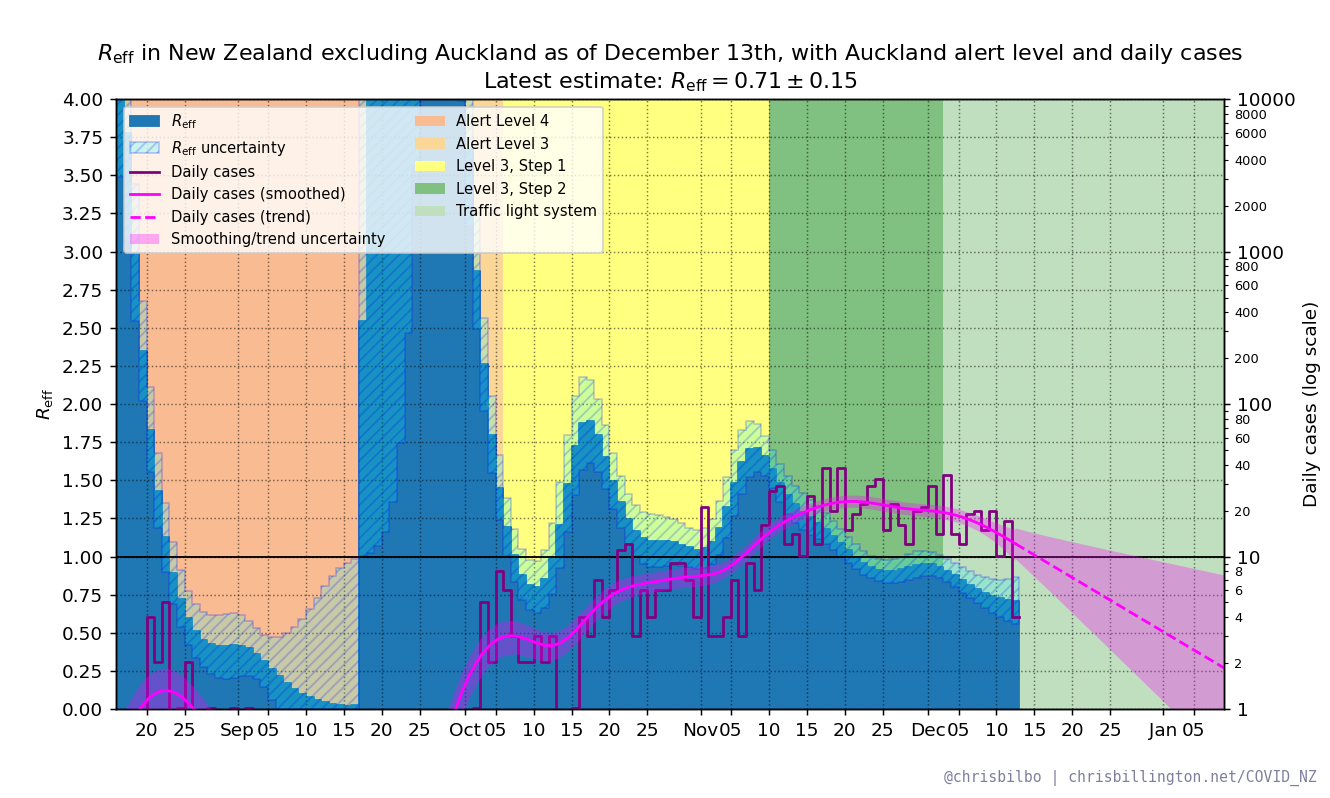 R_eff in New Zealand excluding Auckland as of December 13th, with Auckland alert level and daily cases
Latest estimate: R_eff = 0.71 ± 0.15
R_eff
R_eff uncertainty
Daily cases
Daily cases (smoothed)
Daily cases (trend)
Smoothing/trend uncertainty
Alert Level 4
Alert Level 3
Level 3, Step 1
Level 3, Step 2
Traffic light system
R_eff
4.00
3.75
3.50
3.25
3.00
2.75
2.50
2.25
2.00
1.75
1.50
1.25
1.00
0.75
0.50
0.25
0.00
20 25 Sep 05 10 15 20 25 Oct 05 10 15 20 25 Nov 05 10 15 20 25 Dec 05 10 15 20 25 Jan 05
10000
8000
6000
4000
2000
1000
800
600
400
200
100
80
60
40
20
10
8
6
4
2
1
Daily cases (log scale)
@chrisbilbo | chrisbillington.net/COVID_NZ